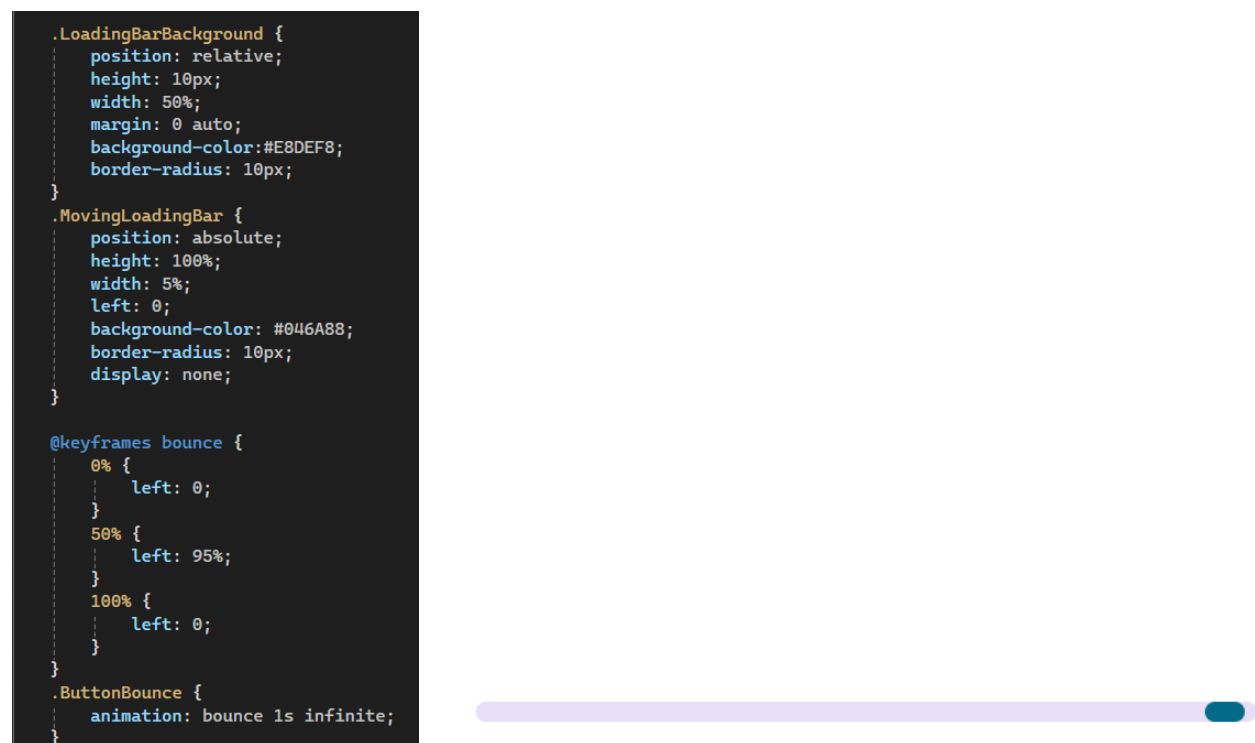 .LoadingBarBackground {
position: relative;
height: 10px;
width: 50%;
margin: 0 auto;
background-color:#E8DEF8;
border-radius: 10px;
}
.MovingLoadingBar {
position: absolute;
height: 100%;
width: 5%;
left: 0;
background-color: #046A88;
border-radius: 10px;
display: none;
}
@keyframes bounce {
0% {
left: 0;
}
50% {
left: 95%;
}
100% {
left: 0;
}
}
.ButtonBounce {
animation: bounce 1s infinite;
}